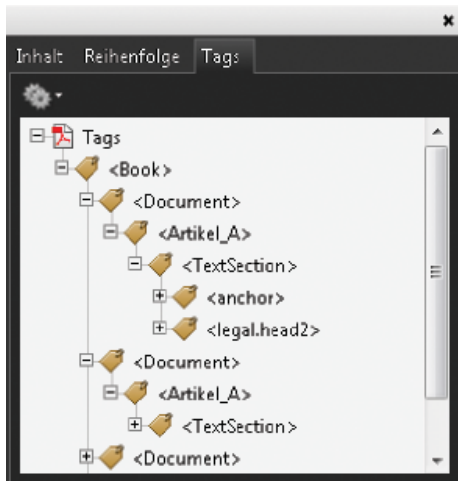 Inhalt Reihenfolge Tags
Tags
<Book>
<Document>
<Artikel_A>
<TextSection>
<anchor>
<legal.head2>
<Document>
<Artikel_A>
<TextSection>
<Document>